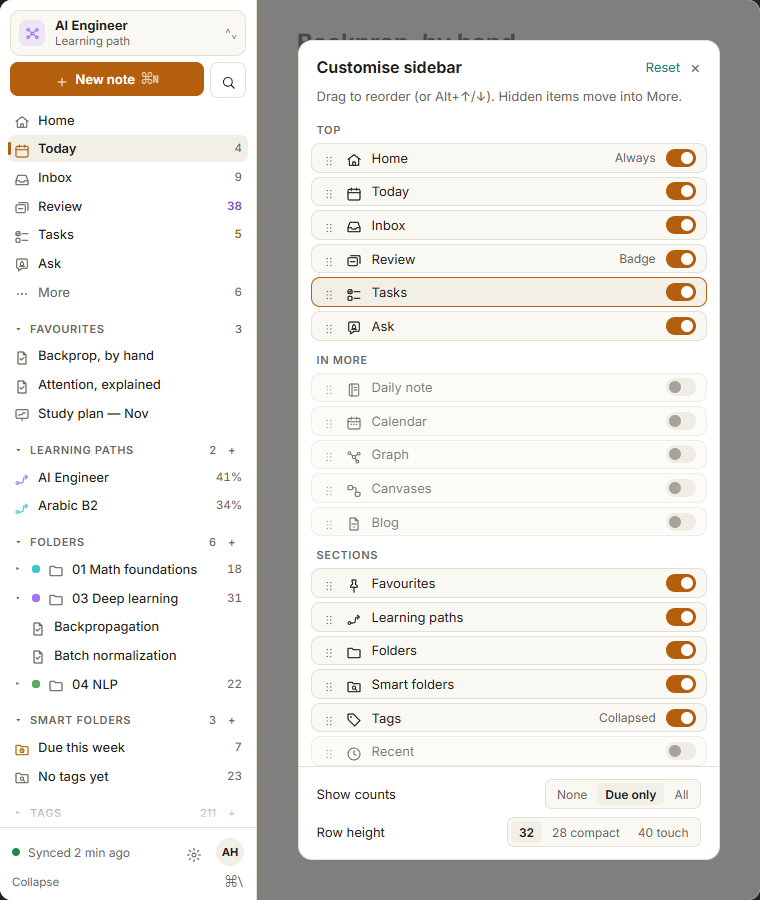 AI Engineer
Learning path
+ New note ⌘N
Home
Today 4
Inbox 9
Review 38
Tasks 5
Ask
More 6
FAVOURITES 3
Backprop, by hand
Attention, explained
Study plan — Nov
LEARNING PATHS 2 +
AI Engineer 41%
Arabic B2 34%
FOLDERS 6 +
01 Math foundations 18
03 Deep learning 31
Backpropagation
Batch normalization
04 NLP 22
SMART FOLDERS 3 +
Due this week 7
No tags yet 23
TAGS 211 +
Synced 2 min ago AH
Collapse ⌘\
Backprop, by hand
Customise sidebar Reset ×
Drag to reorder (or Alt+↑/↓). Hidden items move into More.
TOP
Home Always
Today
Inbox
Review Badge
Tasks
Ask
IN MORE
Daily note
Calendar
Graph
Canvases
Blog
SECTIONS
Favourites
Learning paths
Folders
Smart folders
Tags Collapsed
Recent
Show counts None Due only All
Row height 32 28 compact 40 touch